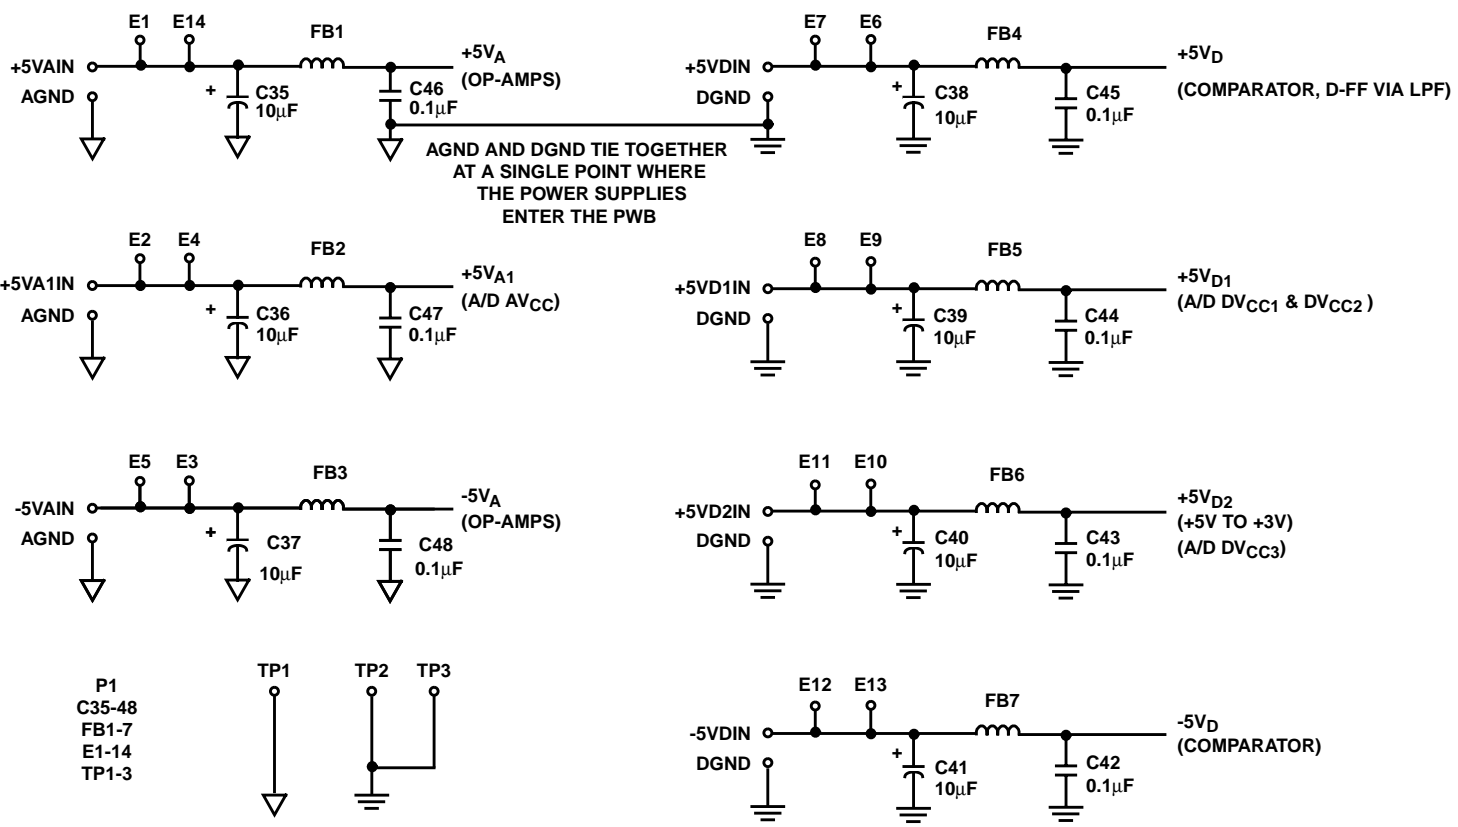 E1 E14 FB1
+5VAIN
AGND
+
C35
10µF
C46
0.1µF
+5VA
(OP-AMPS)
E7 E6 FB4
+5VDIN
DGND
+
C38
10µF
C45
0.1µF
+5VD
(COMPARATOR, D-FF VIA LPF)
AGND AND DGND TIE TOGETHER
AT A SINGLE POINT WHERE
THE POWER SUPPLIES
ENTER THE PWB
E2 E4 FB2
+5VA1IN
AGND
+
C36
10µF
C47
0.1µF
+5VA1
(A/D AVCC)
E8 E9 FB5
+5VD1IN
DGND
+
C39
10µF
C44
0.1µF
+5VD1
(A/D DVCC1 & DVCC2 )
E5 E3 FB3
-5VAIN
AGND
+
C37
10µF
C48
0.1µF
-5VA
(OP-AMPS)
E11 E10 FB6
+5VD2IN
DGND
+
C40
10µF
C43
0.1µF
+5VD2
(+5V TO +3V)
(A/D DVCC3)
P1
C35-48
FB1-7
E1-14
TP1-3
TP1 TP2 TP3
E12 E13 FB7
-5VDIN
DGND
+
C41
10µF
C42
0.1µF
-5VD
(COMPARATOR)